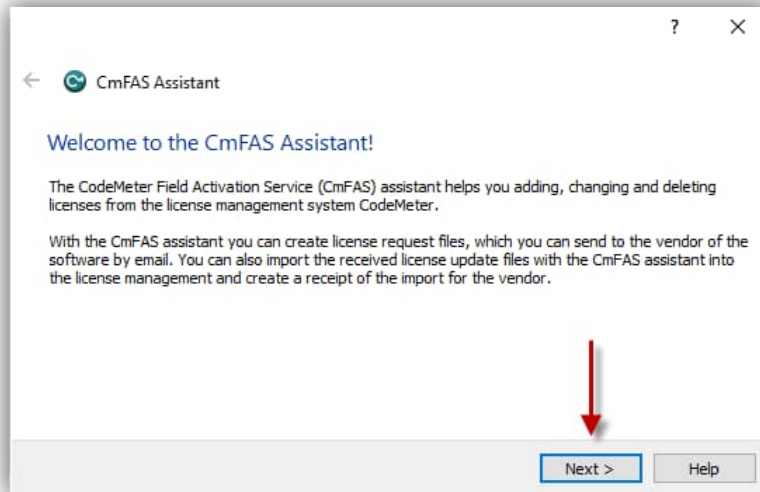 ?
CmFAS Assistant
Welcome to the CmFAS Assistant!
The CodeMeter Field Activation Service (CmFAS) assistant helps you adding, changing and deleting
licenses from the license management system CodeMeter.
With the CmFAS assistant you can create license request files, which you can send to the vendor of the
software by email. You can also import the received license update files with the CmFAS assistant into
the license management and create a receipt of the import for the vendor.
Next > Help